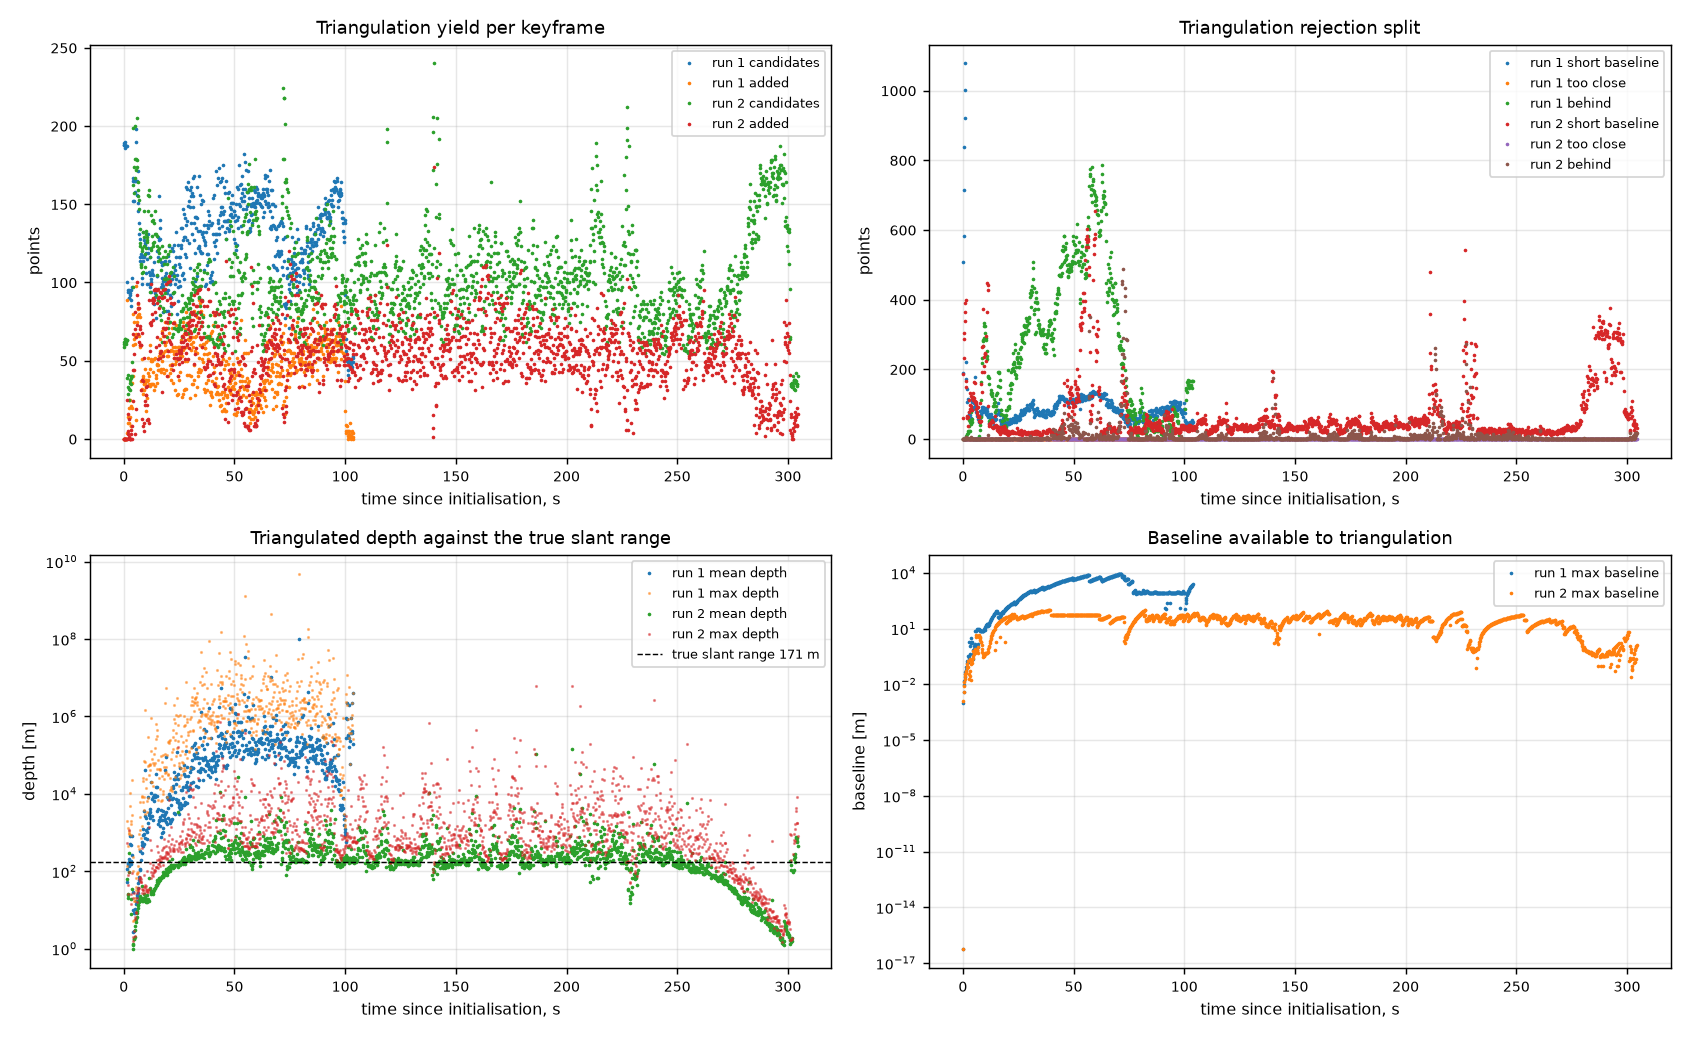 Triangulation yield per keyframe
250
200
150
100
50
0
points
0 50 100 150 200 250 300
time since initialisation, s
run 1 candidates
run 1 added
run 2 candidates
run 2 added
Triangulation rejection split
1000
800
600
400
200
0
points
0 50 100 150 200 250 300
time since initialisation, s
run 1 short baseline
run 1 too close
run 1 behind
run 2 short baseline
run 2 too close
run 2 behind
Triangulated depth against the true slant range
10^10
10^8
10^6
10^4
10^2
10^0
depth [m]
0 50 100 150 200 250 300
time since initialisation, s
run 1 mean depth
run 1 max depth
run 2 mean depth
run 2 max depth
true slant range 171 m
Baseline available to triangulation
10^4
10^1
10^-2
10^-5
10^-8
10^-11
10^-14
10^-17
baseline [m]
0 50 100 150 200 250 300
time since initialisation, s
run 1 max baseline
run 2 max baseline